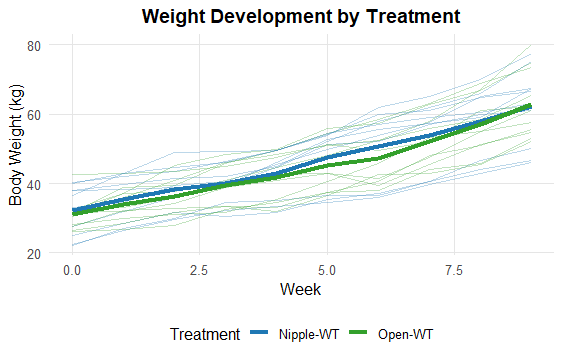 Weight Development by Treatment
Body Weight (kg)
80
60
40
20
0.0 2.5 5.0 7.5
Week
Treatment Nipple-WT Open-WT